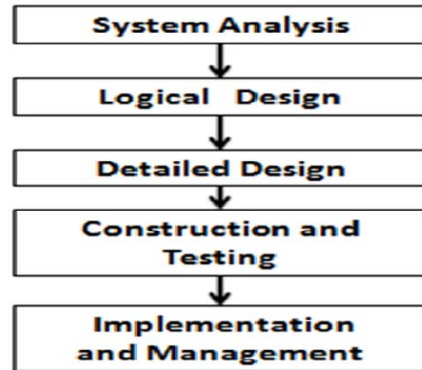 System Analysis
Logical Design
Detailed Design
Construction and
Testing
Implementation
and Management